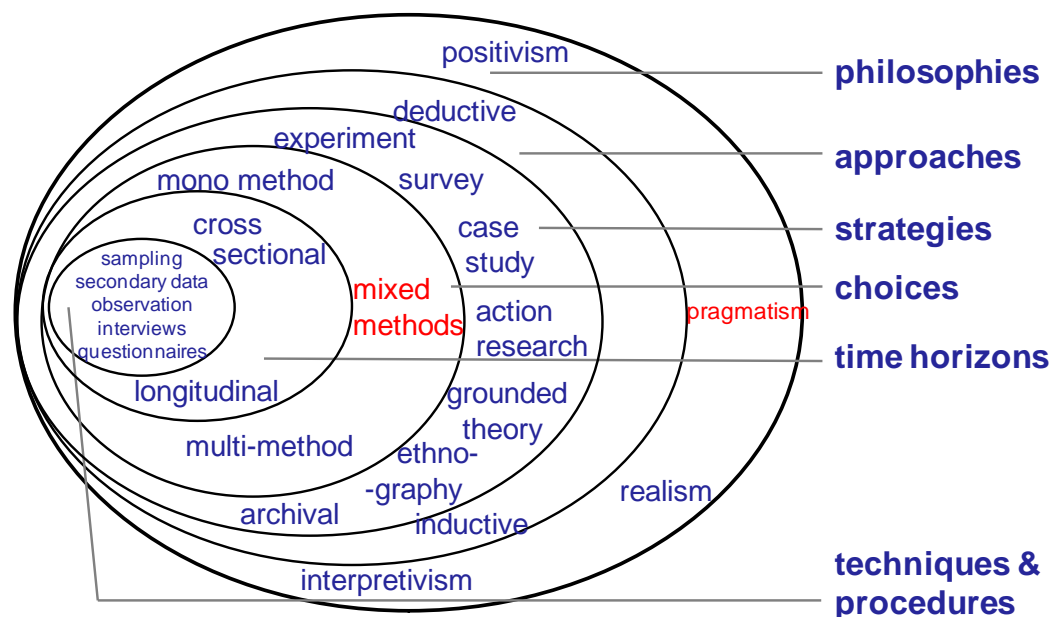 positivism
philosophies
deductive
experiment
approaches
mono method
survey
cross
sectional
case
study
strategies
sampling
secondary data
observation
interviews
questionnaires
mixed
methods
choices
action
research
pragmatism
time horizons
longitudinal
grounded
theory
multi-method
ethno-
-graphy
realism
archival
inductive
interpretivism
techniques &
procedures